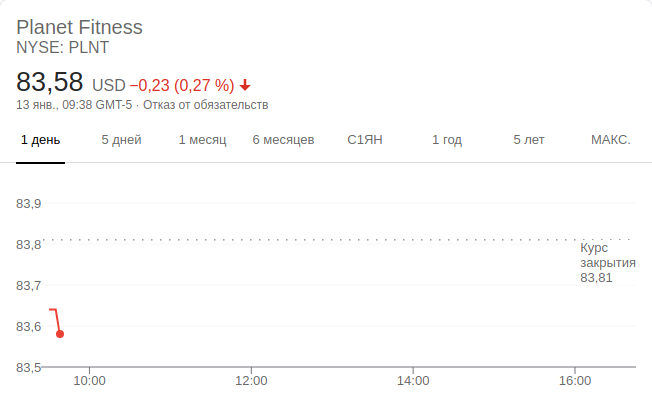 Planet Fitness
NYSE: PLNT
83,58 USD −0,23 (0,27 %)
13 янв., 09:38 GMT-5 · Отказ от обязательств
1 день 5 дней 1 месяц 6 месяцев С1ЯН 1 год 5 лет МАКС.
83,9
83,8
Курс
закрытия
83,81
83,7
83,6
83,5
10:00 12:00 14:00 16:00